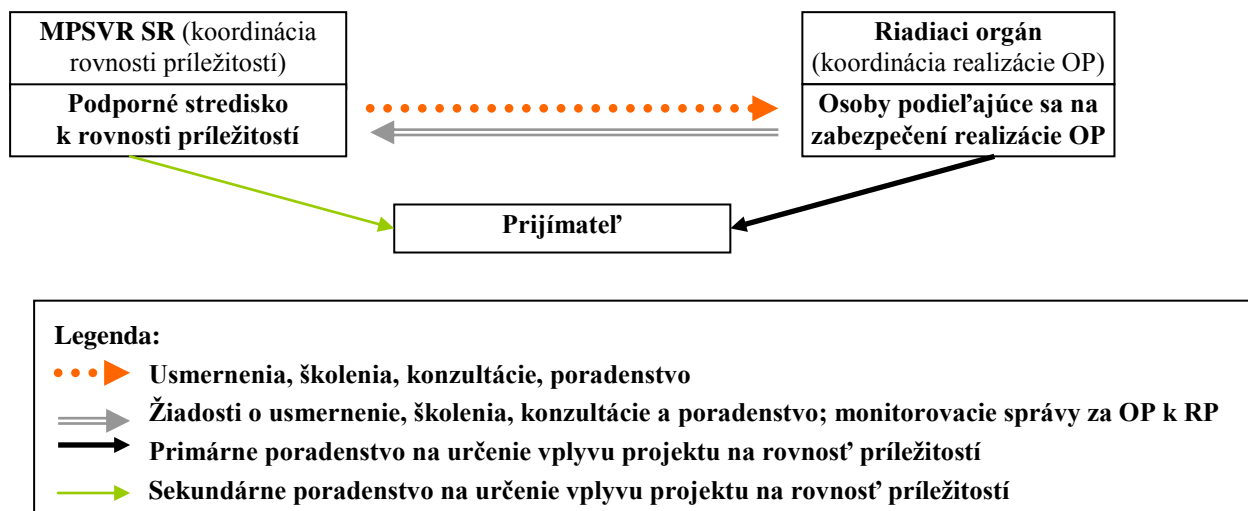 MPSVR SR (koordinácia
rovnosti príležitostí)
Podporné stredisko
k rovnosti príležitostí
Riadiaci orgán
(koordinácia realizácie OP)
Osoby podieľajúce sa na
zabezpečení realizácie OP
Prijímateľ
Legenda:
Usmernenia, školenia, konzultácie, poradenstvo
Žiadosti o usmernenie, školenia, konzultácie a poradenstvo; monitorovacie správy za OP k RP
Primárne poradenstvo na určenie vplyvu projektu na rovnosť príležitostí
Sekundárne poradenstvo na určenie vplyvu projektu na rovnosť príležitostí